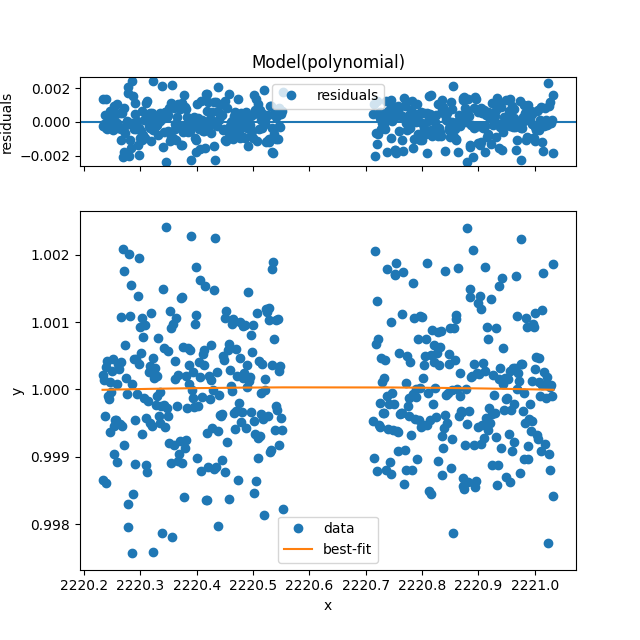 Model(polynomial)
residuals
0.002
0.000
−0.002
residuals
y
1.002
1.001
1.000
0.999
0.998
data
best-fit
2220.2 2220.3 2220.4 2220.5 2220.6 2220.7 2220.8 2220.9 2221.0
x